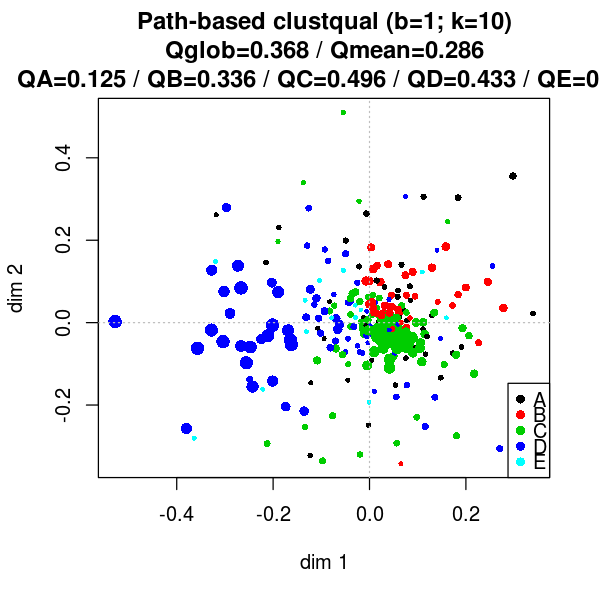 Path-based clustqual (b=1; k=10)
Qglob=0.368 / Qmean=0.286
QA=0.125 / QB=0.336 / QC=0.496 / QD=0.433 / QE=0
dim 2
0.4
0.2
0.0
-0.2
A
B
C
D
E
-0.4
-0.2
0.0
0.2
dim 1